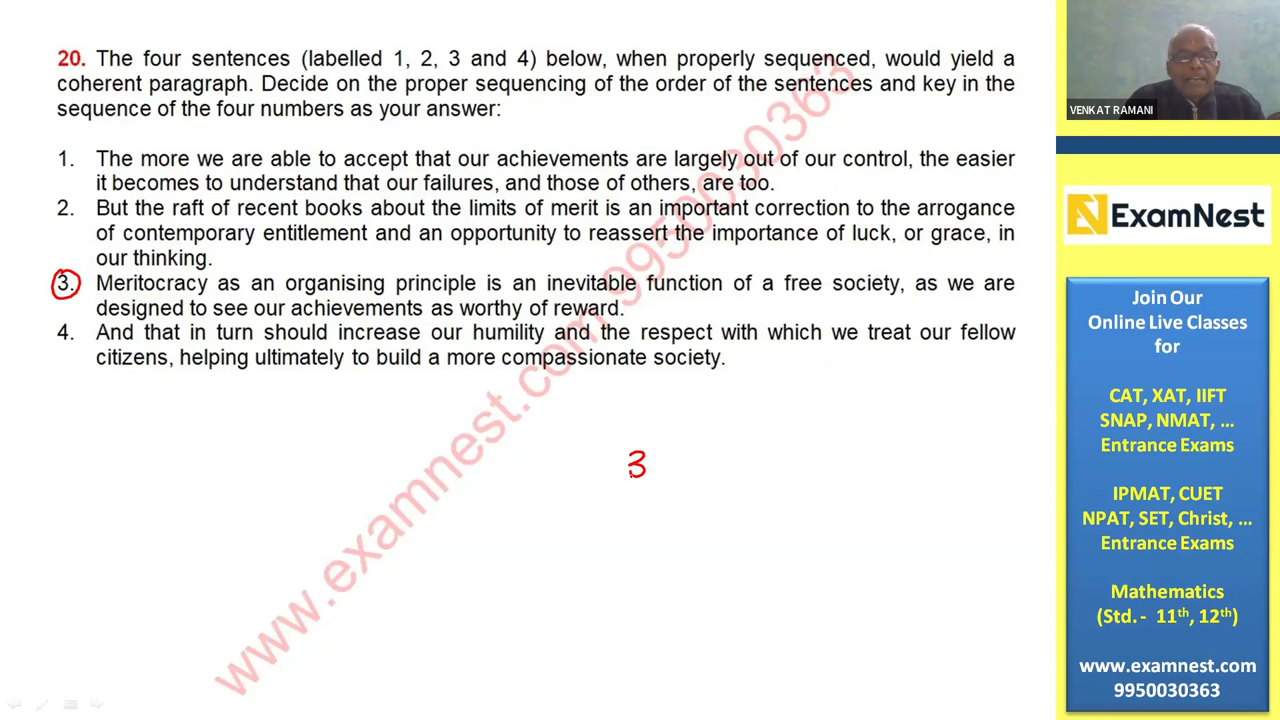 20. The four sentences (labelled 1, 2, 3 and 4) below, when properly sequenced, would yield a
coherent paragraph. Decide on the proper sequencing of the order of the sentences and key in the
sequence of the four numbers as your answer:
1. The more we are able to accept that our achievements are largely out of our control, the easier
it becomes to understand that our failures, and those of others, are too.
2. But the raft of recent books about the limits of merit is an important correction to the arrogance
of contemporary entitlement and an opportunity to reassert the importance of luck, or grace, in
our thinking.
3. Meritocracy as an organising principle is an inevitable function of a free society, as we are
designed to see our achievements as worthy of reward.
4. And that in turn should increase our humility and the respect with which we treat our fellow
citizens, helping ultimately to build a more compassionate society.
3
www.examnest.com 9950030363
VENKAT RAMANI
ExamNest
Join Our
Online Live Classes
for
CAT, XAT, IIFT
SNAP, NMAT, ...
Entrance Exams
IPMAT, CUET
NPAT, SET, Christ, ...
Entrance Exams
Mathematics
(Std. - 11th, 12th)
www.examnest.com
9950030363